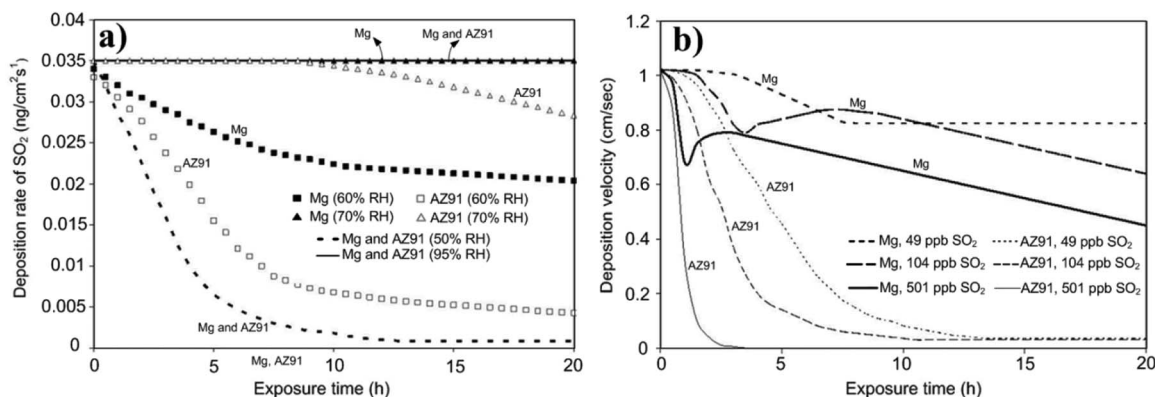 a)
Deposition rate of SO₂ (ng/cm²s¹)
0.04
0.035
0.03
0.025
0.02
0.015
0.01
0.005
0
Mg
Mg and AZ91
AZ91
Mg
AZ91
Mg (60% RH) AZ91 (60% RH)
Mg (70% RH) AZ91 (70% RH)
Mg and AZ91 (50% RH)
Mg and AZ91 (95% RH)
Mg and AZ91
Mg, AZ91
0 5 10 15 20
Exposure time (h)
b)
Deposition velocity (cm/sec)
1.2
1
0.8
0.6
0.4
0.2
0
Mg
Mg
Mg
AZ91
AZ91
AZ91
Mg, 49 ppb SO₂ AZ91, 49 ppb SO₂
Mg, 104 ppb SO₂ AZ91, 104 ppb SO₂
Mg, 501 ppb SO₂ AZ91, 501 ppb SO₂
0 5 10 15 20
Exposure time (h)